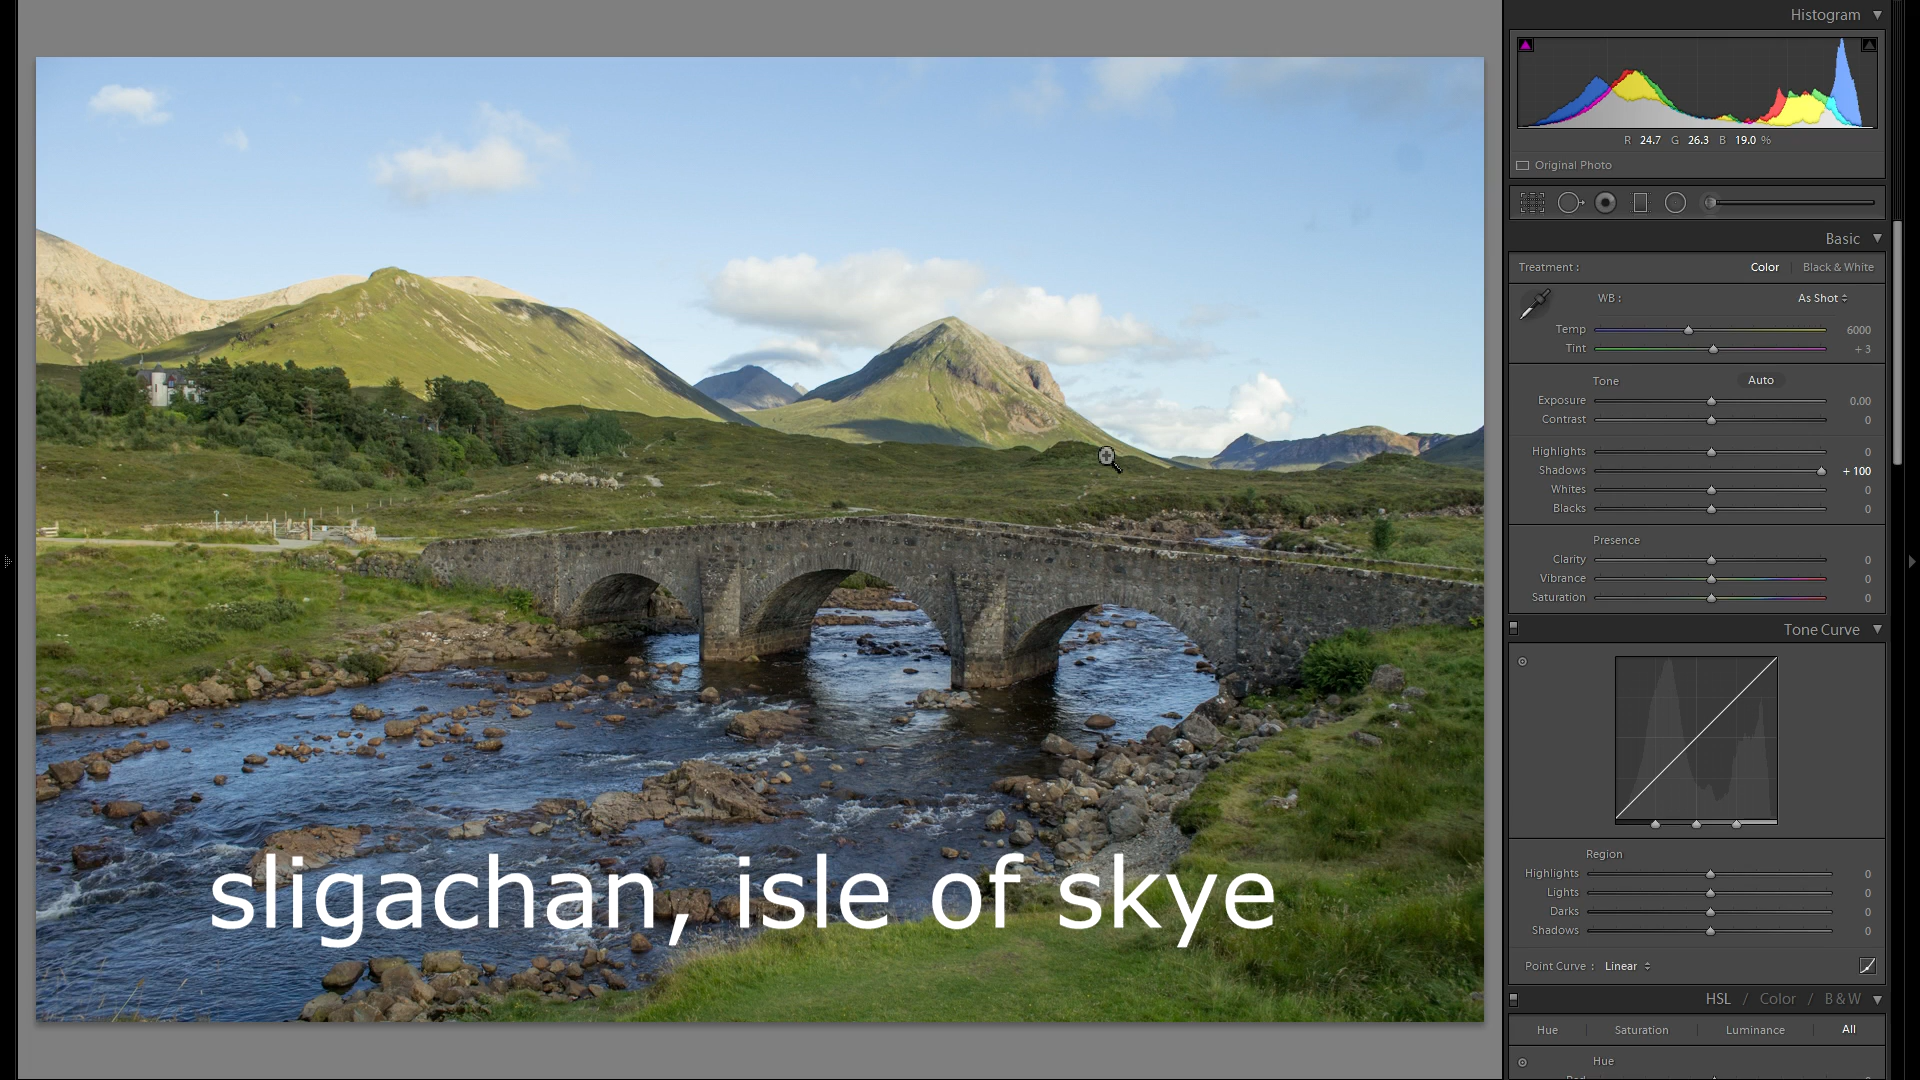 Histogram
R 24.7 G 26.3 B 19.0 %
Original Photo
Basic
Treatment : Color Black & White
WB : As Shot
Temp 6000
Tint + 3
Tone Auto
Exposure 0.00
Contrast 0
Highlights 0
Shadows + 100
Whites 0
Blacks 0
Presence
Clarity 0
Vibrance 0
Saturation 0
Tone Curve
Region
Highlights 0
Lights 0
Darks 0
Shadows 0
Point Curve : Linear
HSL / Color / B & W
Hue Saturation Luminance All
Hue
sligachan, isle of skye